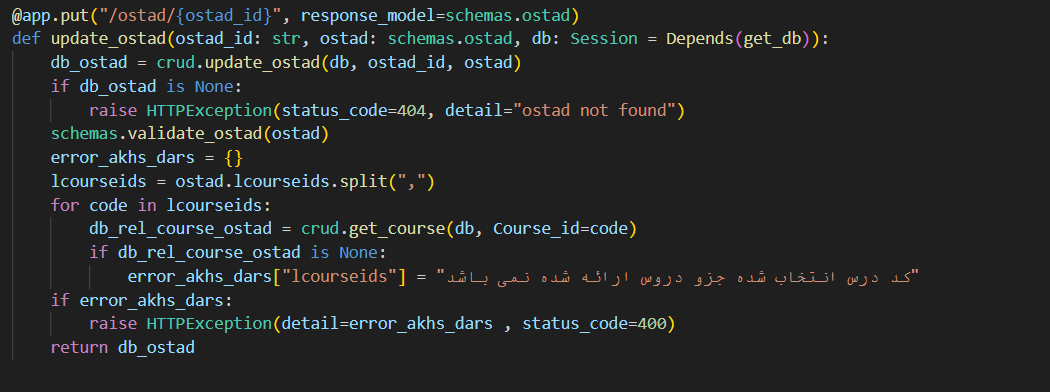 @app.put("/ostad/{ostad_id}", response_model=schemas.ostad)
def update_ostad(ostad_id: str, ostad: schemas.ostad, db: Session = Depends(get_db)):
    db_ostad = crud.update_ostad(db, ostad_id, ostad)
    if db_ostad is None:
        raise HTTPException(status_code=404, detail="ostad not found")
    schemas.validate_ostad(ostad)
    error_akhs_dars = {}
    lcourseids = ostad.lcourseids.split(",")
    for code in lcourseids:
        db_rel_course_ostad = crud.get_course(db, Course_id=code)
        if db_rel_course_ostad is None:
            error_akhs_dars["lcourseids"] = "کد درس انتخاب شده جزو دروس ارائه شده نمی باشد"
    if error_akhs_dars:
        raise HTTPException(detail=error_akhs_dars , status_code=400)
    return db_ostad